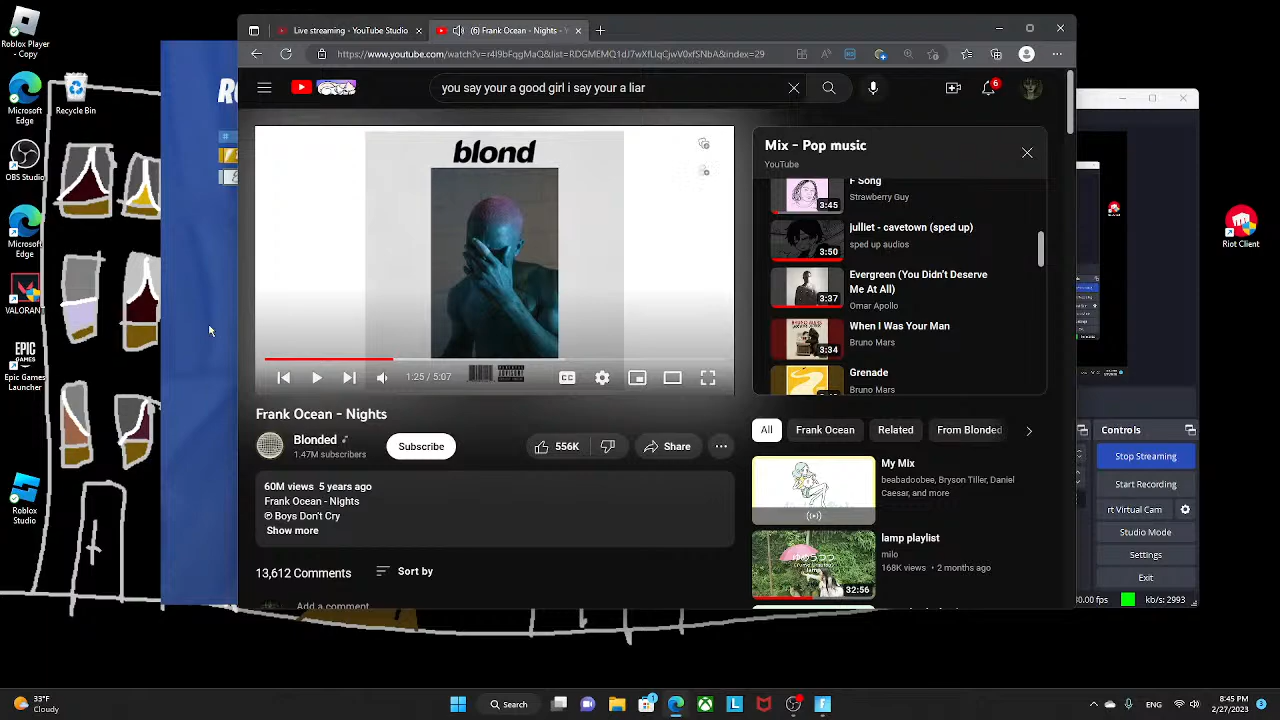 Roblox Player
- Copy
Microsoft
Edge
Recycle Bin
OBS Studio
Microsoft
Edge
VALORANT
EPIC
GAMES
Epic Games
Launcher
Roblox
Studio
Live streaming - YouTube Studio
(6) Frank Ocean - Nights - Y
https://www.youtube.com/watch?v=r4l9bFqgMaQ&list=RDGMEMQ1dJ7wXfLlqCjwV0xfSNbA&index=29
you say your a good girl i say your a liar
6
blond
1:25 / 5:07
CC
Frank Ocean - Nights
Blonded
1.47M subscribers
Subscribe
556K
Share
60M views 5 years ago
Frank Ocean - Nights
℗ Boys Don't Cry
Show more
13,612 Comments
Sort by
Add a comment
Mix - Pop music
YouTube
F Song
Strawberry Guy
3:45
julliet - cavetown (sped up)
sped up audios
3:50
Evergreen (You Didn't Deserve
Me At All)
Omar Apollo
3:37
When I Was Your Man
Bruno Mars
3:34
Grenade
Bruno Mars
All
Frank Ocean
Related
From Blonded
My Mix
beabadoobee, Bryson Tiller, Daniel
Caesar, and more
lamp playlist
milo
168K views • 2 months ago
32:56
Controls
Stop Streaming
Start Recording
rt Virtual Cam
Studio Mode
Settings
Exit
kb/s: 2993
Riot Client
33°F
Cloudy
Search
ENG
8:45 PM
2/27/2023
3